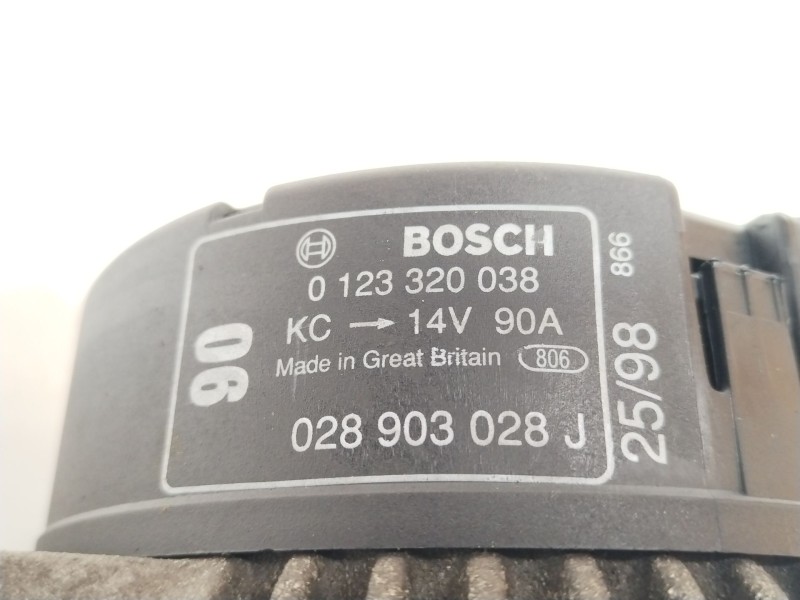 BOSCH
0 123 320 038
KC → 14V 90A
Made in Great Britain 806
028 903 028 J
90
25/98
866